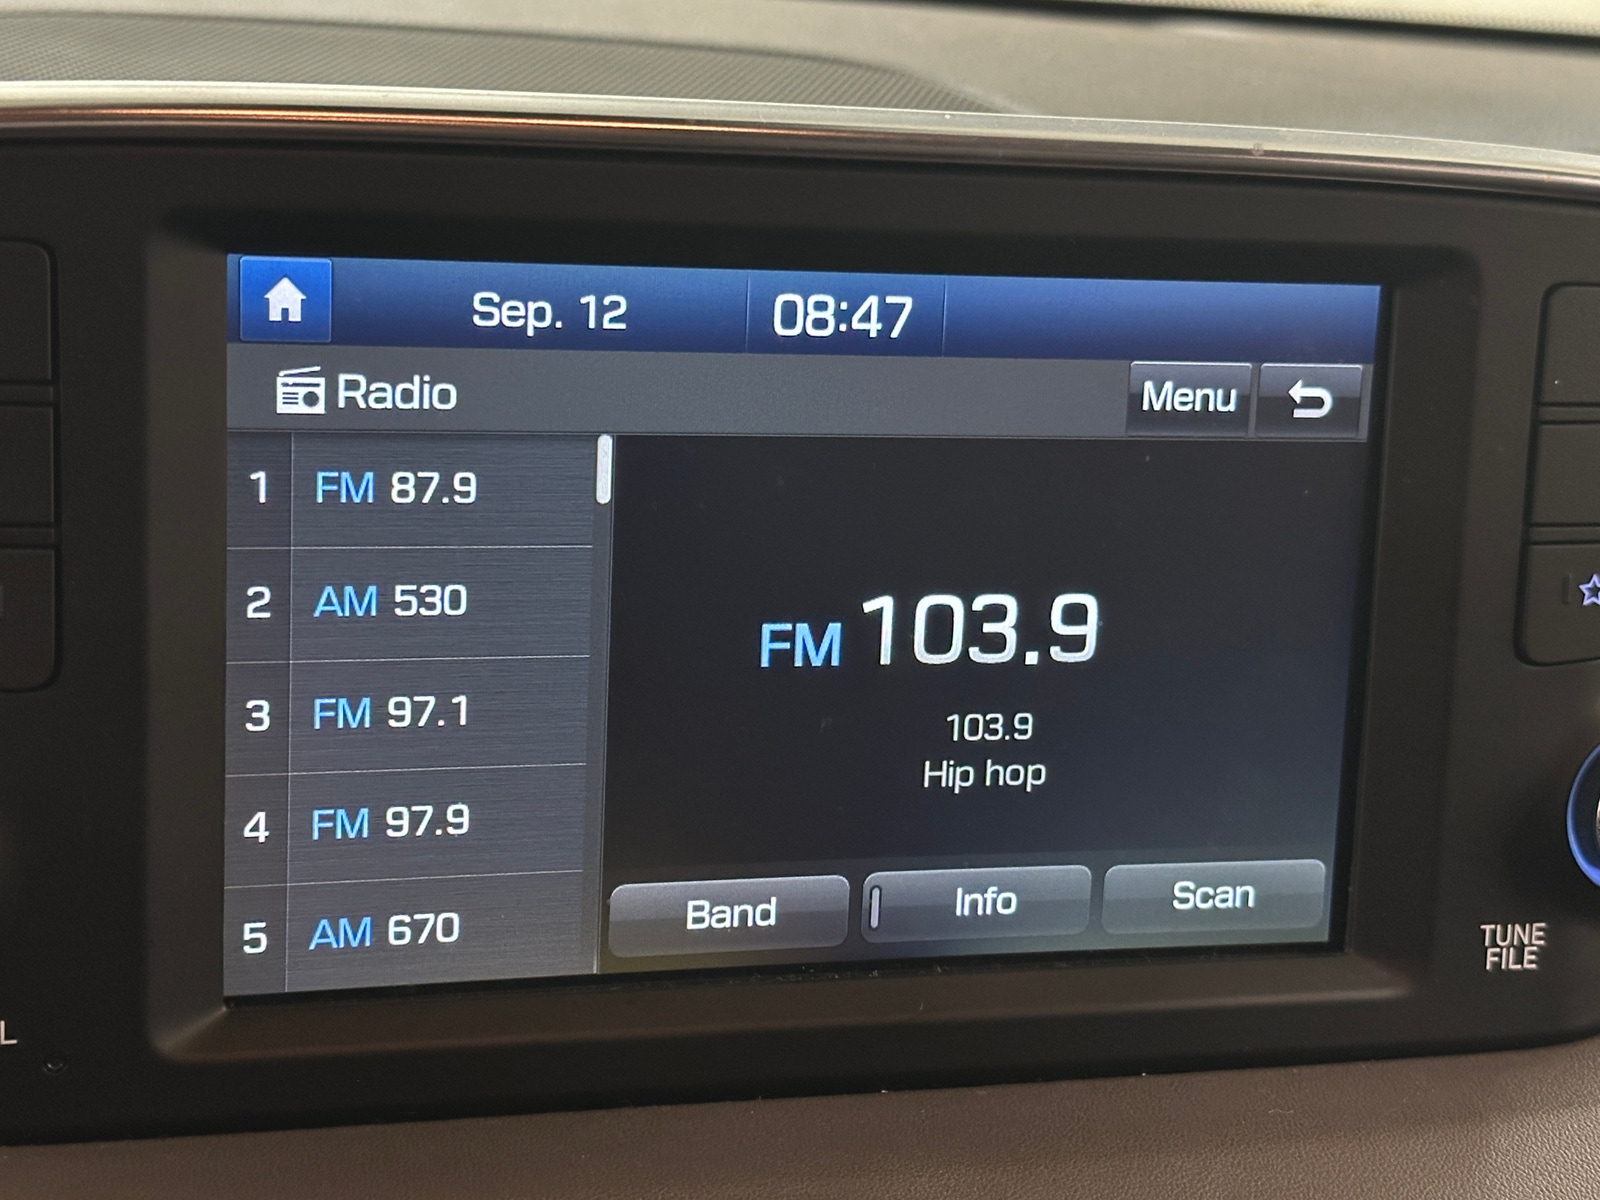 Sep. 12 08:47
Radio Menu
1 FM 87.9
2 AM 530
3 FM 97.1
4 FM 97.9
5 AM 670
FM 103.9
103.9
Hip hop
Band Info Scan
TUNE
FILE
L